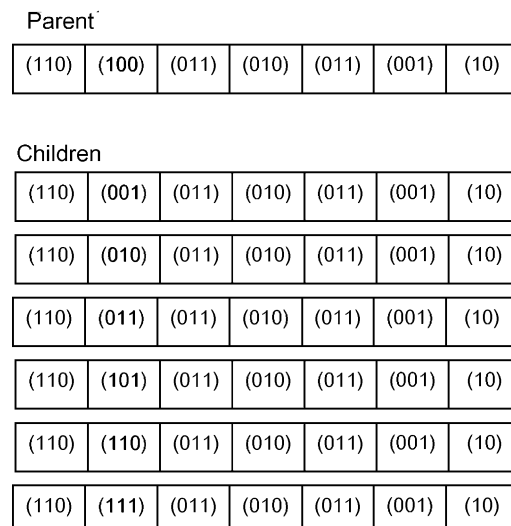 Parent
(110) (100) (011) (010) (011) (001) (10)
Children
(110) (001) (011) (010) (011) (001) (10)
(110) (010) (011) (010) (011) (001) (10)
(110) (011) (011) (010) (011) (001) (10)
(110) (101) (011) (010) (011) (001) (10)
(110) (110) (011) (010) (011) (001) (10)
(110) (111) (011) (010) (011) (001) (10)